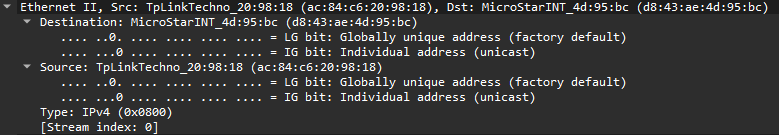 Ethernet II, Src: TpLinkTechno_20:98:18 (ac:84:c6:20:98:18), Dst: MicroStarINT_4d:95:bc (d8:43:ae:4d:95:bc)
Destination: MicroStarINT_4d:95:bc (d8:43:ae:4d:95:bc)
.... ..0. .... .... .... .... = LG bit: Globally unique address (factory default)
.... ...0 .... .... .... .... = IG bit: Individual address (unicast)
Source: TpLinkTechno_20:98:18 (ac:84:c6:20:98:18)
.... ..0. .... .... .... .... = LG bit: Globally unique address (factory default)
.... ...0 .... .... .... .... = IG bit: Individual address (unicast)
Type: IPv4 (0x0800)
[Stream index: 0]